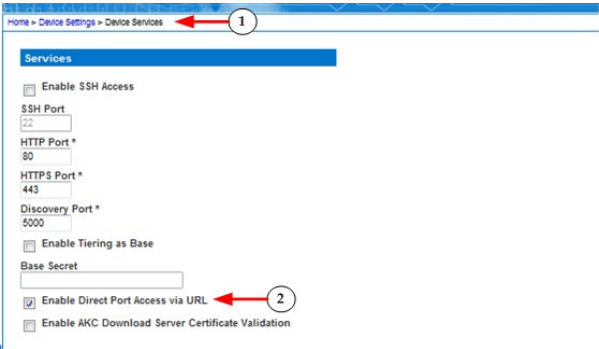 Home > Device Settings > Device Services
1
Services
Enable SSH Access
SSH Port
22
HTTP Port *
80
HTTPS Port *
443
Discovery Port *
5000
Enable Tiering as Base
Base Secret
Enable Direct Port Access via URL
2
Enable AKC Download Server Certificate Validation